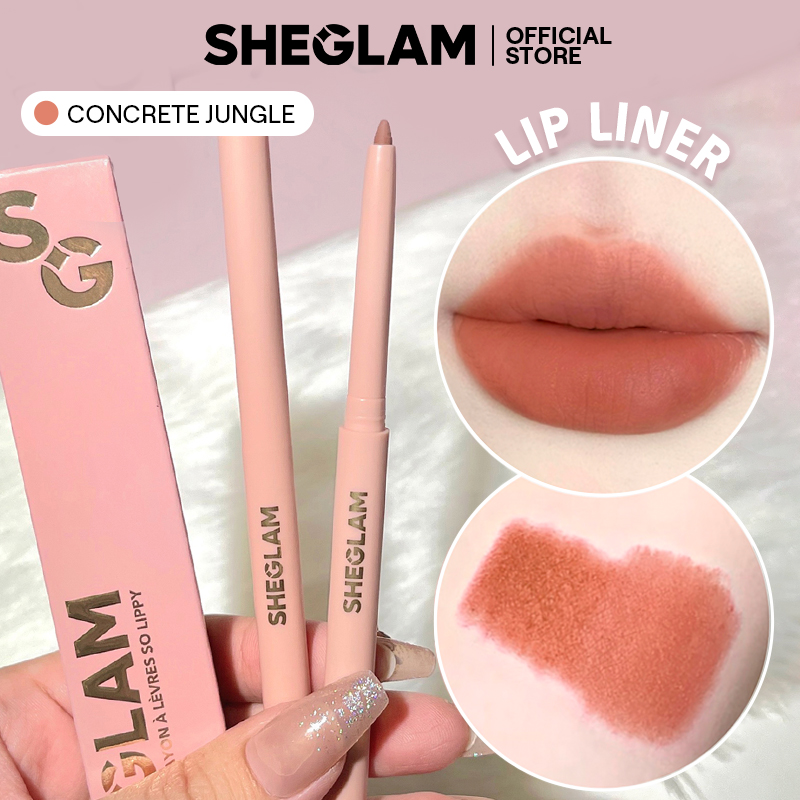 SHEGLAM
OFFICIAL
STORE
CONCRETE JUNGLE
LIP LINER
SG
SHEGLAM
SHEGLAM
GLAM
YON À LÈVRES SO LIPPY